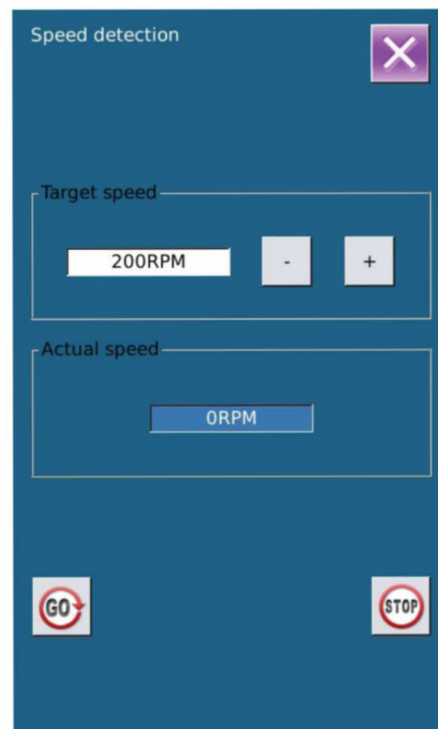 Speed detection
Target speed
200RPM
-
+
Actual speed
0RPM
GO
STOP